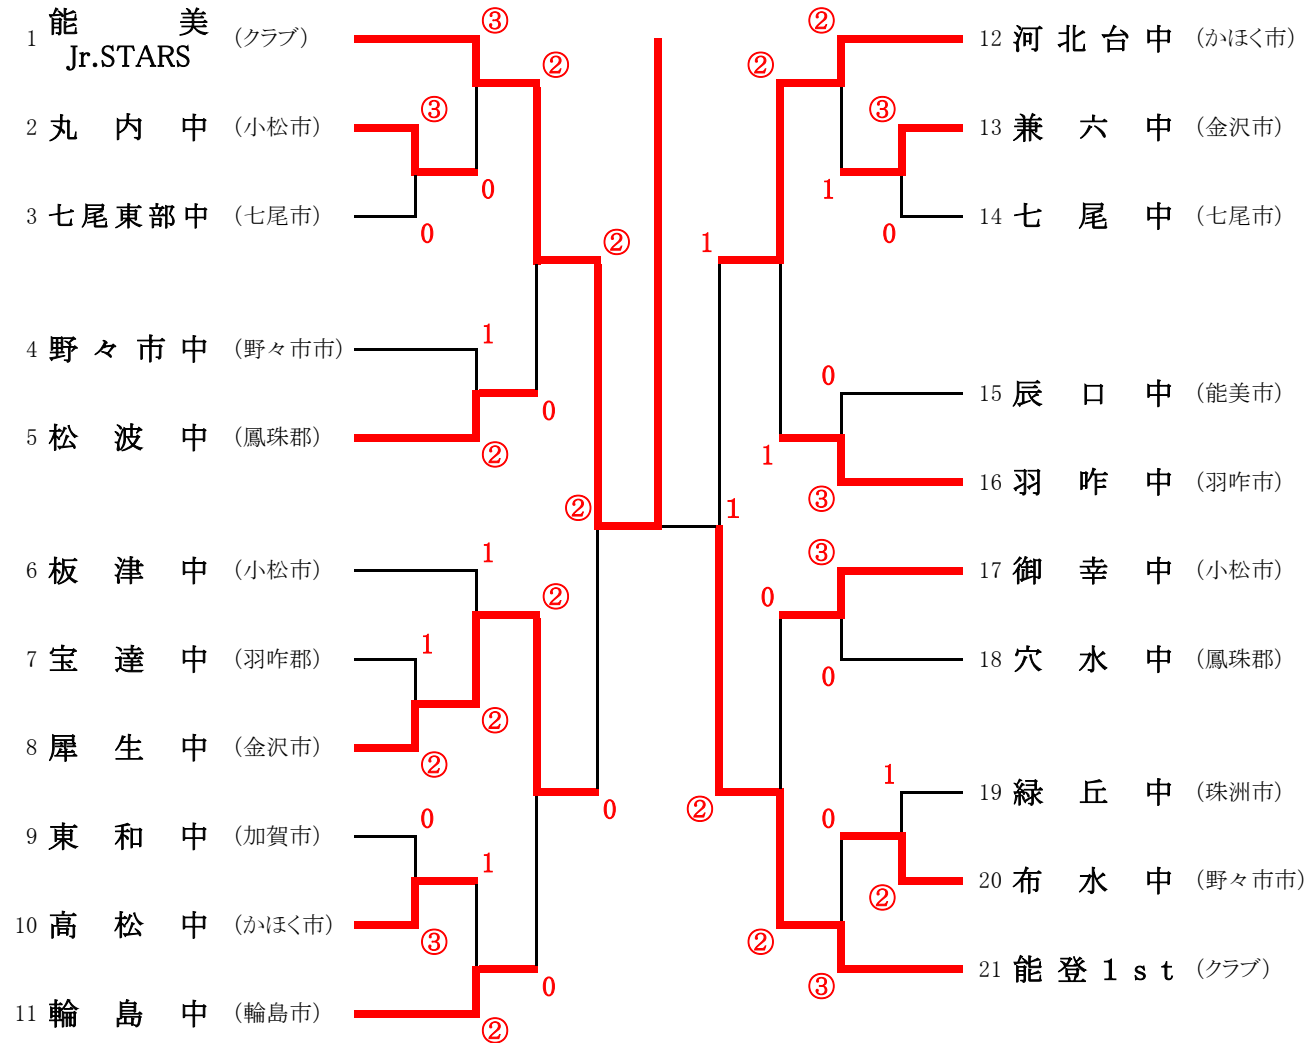 1 能美 Jr.STARS (クラブ)
2 丸内中 (小松市)
3 七尾東部中 (七尾市)
4 野々市中 (野々市市)
5 松波中 (鳳珠郡)
6 板津中 (小松市)
7 宝達中 (羽咋郡)
8 犀生中 (金沢市)
9 東和中 (加賀市)
10 高松中 (かほく市)
11 輪島中 (輪島市)
③
②
③
0
0
②
1
0
②
②
1
②
1
②
②
0
0
1
③
0
②
12 河北台中 (かほく市)
13 兼六中 (金沢市)
14 七尾中 (七尾市)
15 辰口中 (能美市)
16 羽咋中 (羽咋市)
17 御幸中 (小松市)
18 穴水中 (鳳珠郡)
19 緑丘中 (珠洲市)
20 布水中 (野々市市)
21 能登1st (クラブ)
②
②
③
1
0
1
0
1
③
1
③
0
0
1
②
0
②
②
③